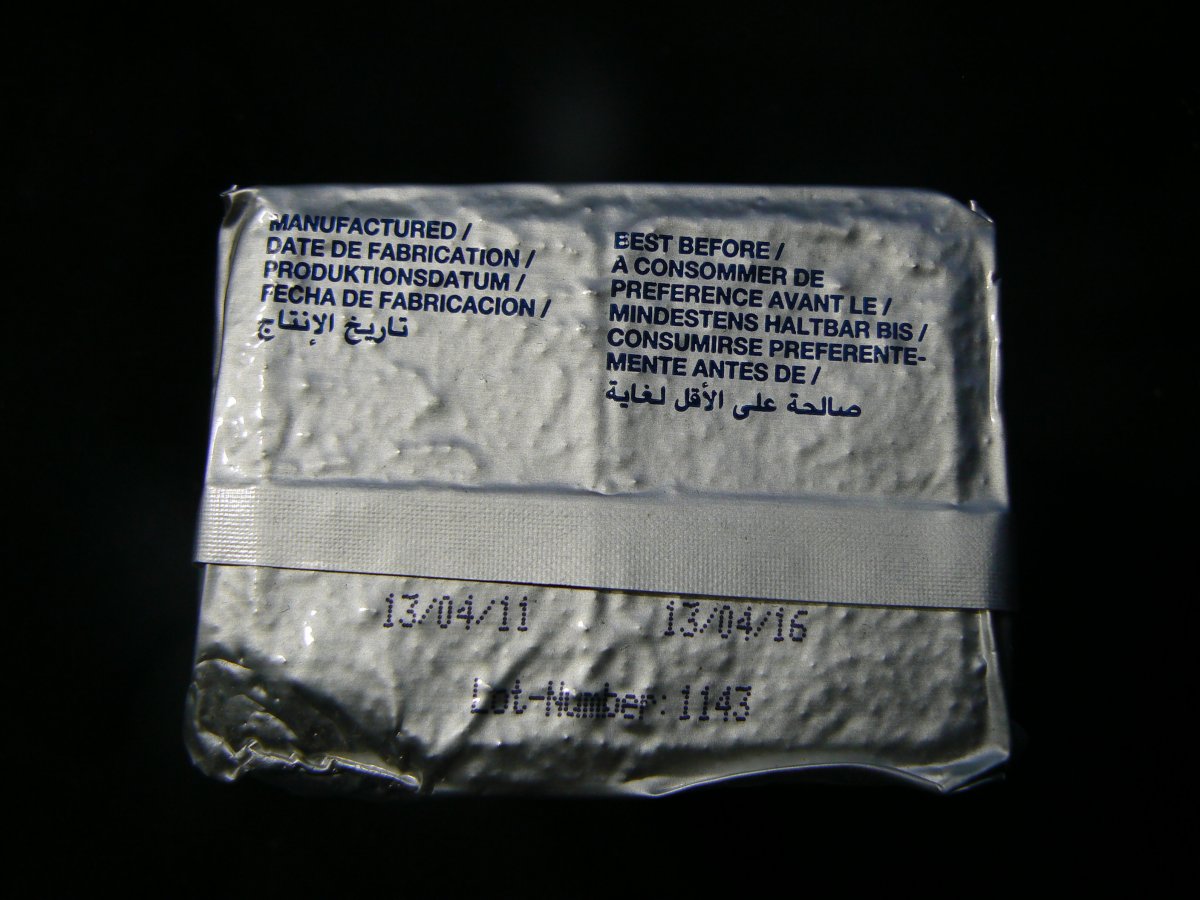 MANUFACTURED /
DATE DE FABRICATION /
PRODUKTIONSDATUM /
FECHA DE FABRICACION /
تاريخ الإنتاج
BEST BEFORE /
A CONSOMMER DE
PREFERENCE AVANT LE /
MINDESTENS HALTBAR BIS /
CONSUMIRSE PREFERENTE-
MENTE ANTES DE /
صالحة على الأقل لغاية
13/04/11
13/04/16
Lot-Number: 1143